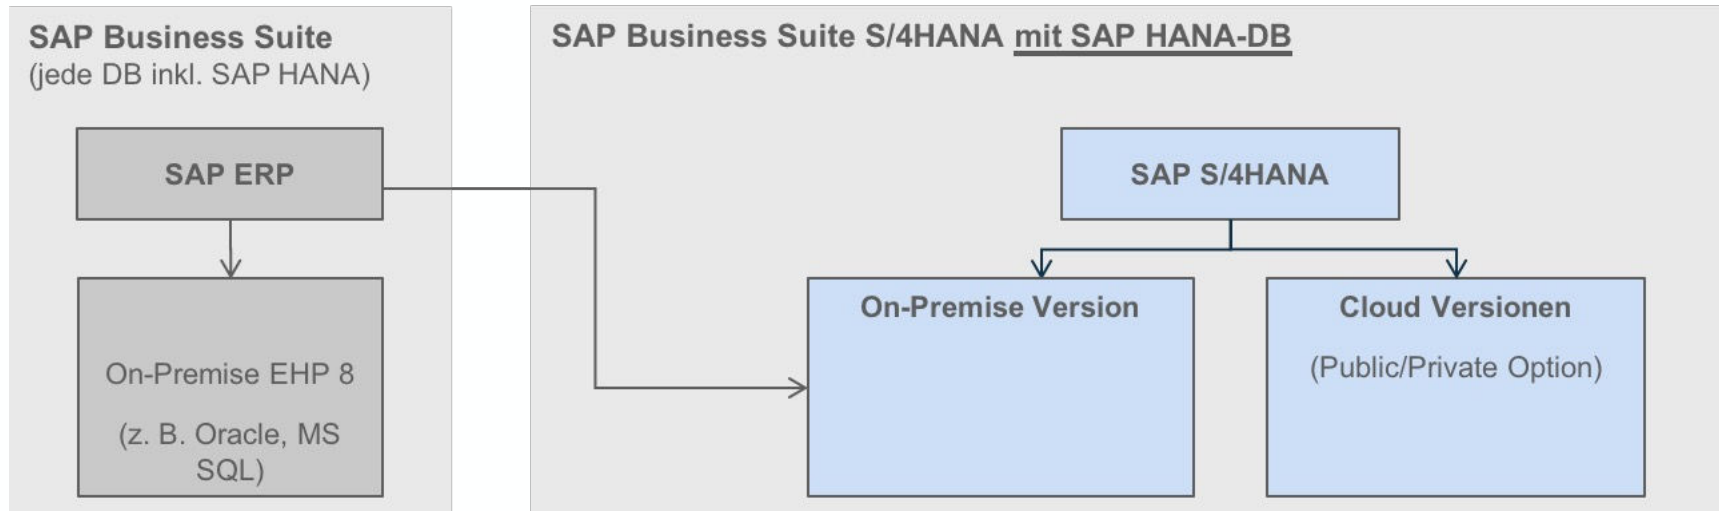 SAP Business Suite
(jede DB inkl. SAP HANA)
SAP ERP
On-Premise EHP 8
(z. B. Oracle, MS
SQL)
SAP Business Suite S/4HANA mit SAP HANA-DB
SAP S/4HANA
On-Premise Version
Cloud Versionen
(Public/Private Option)